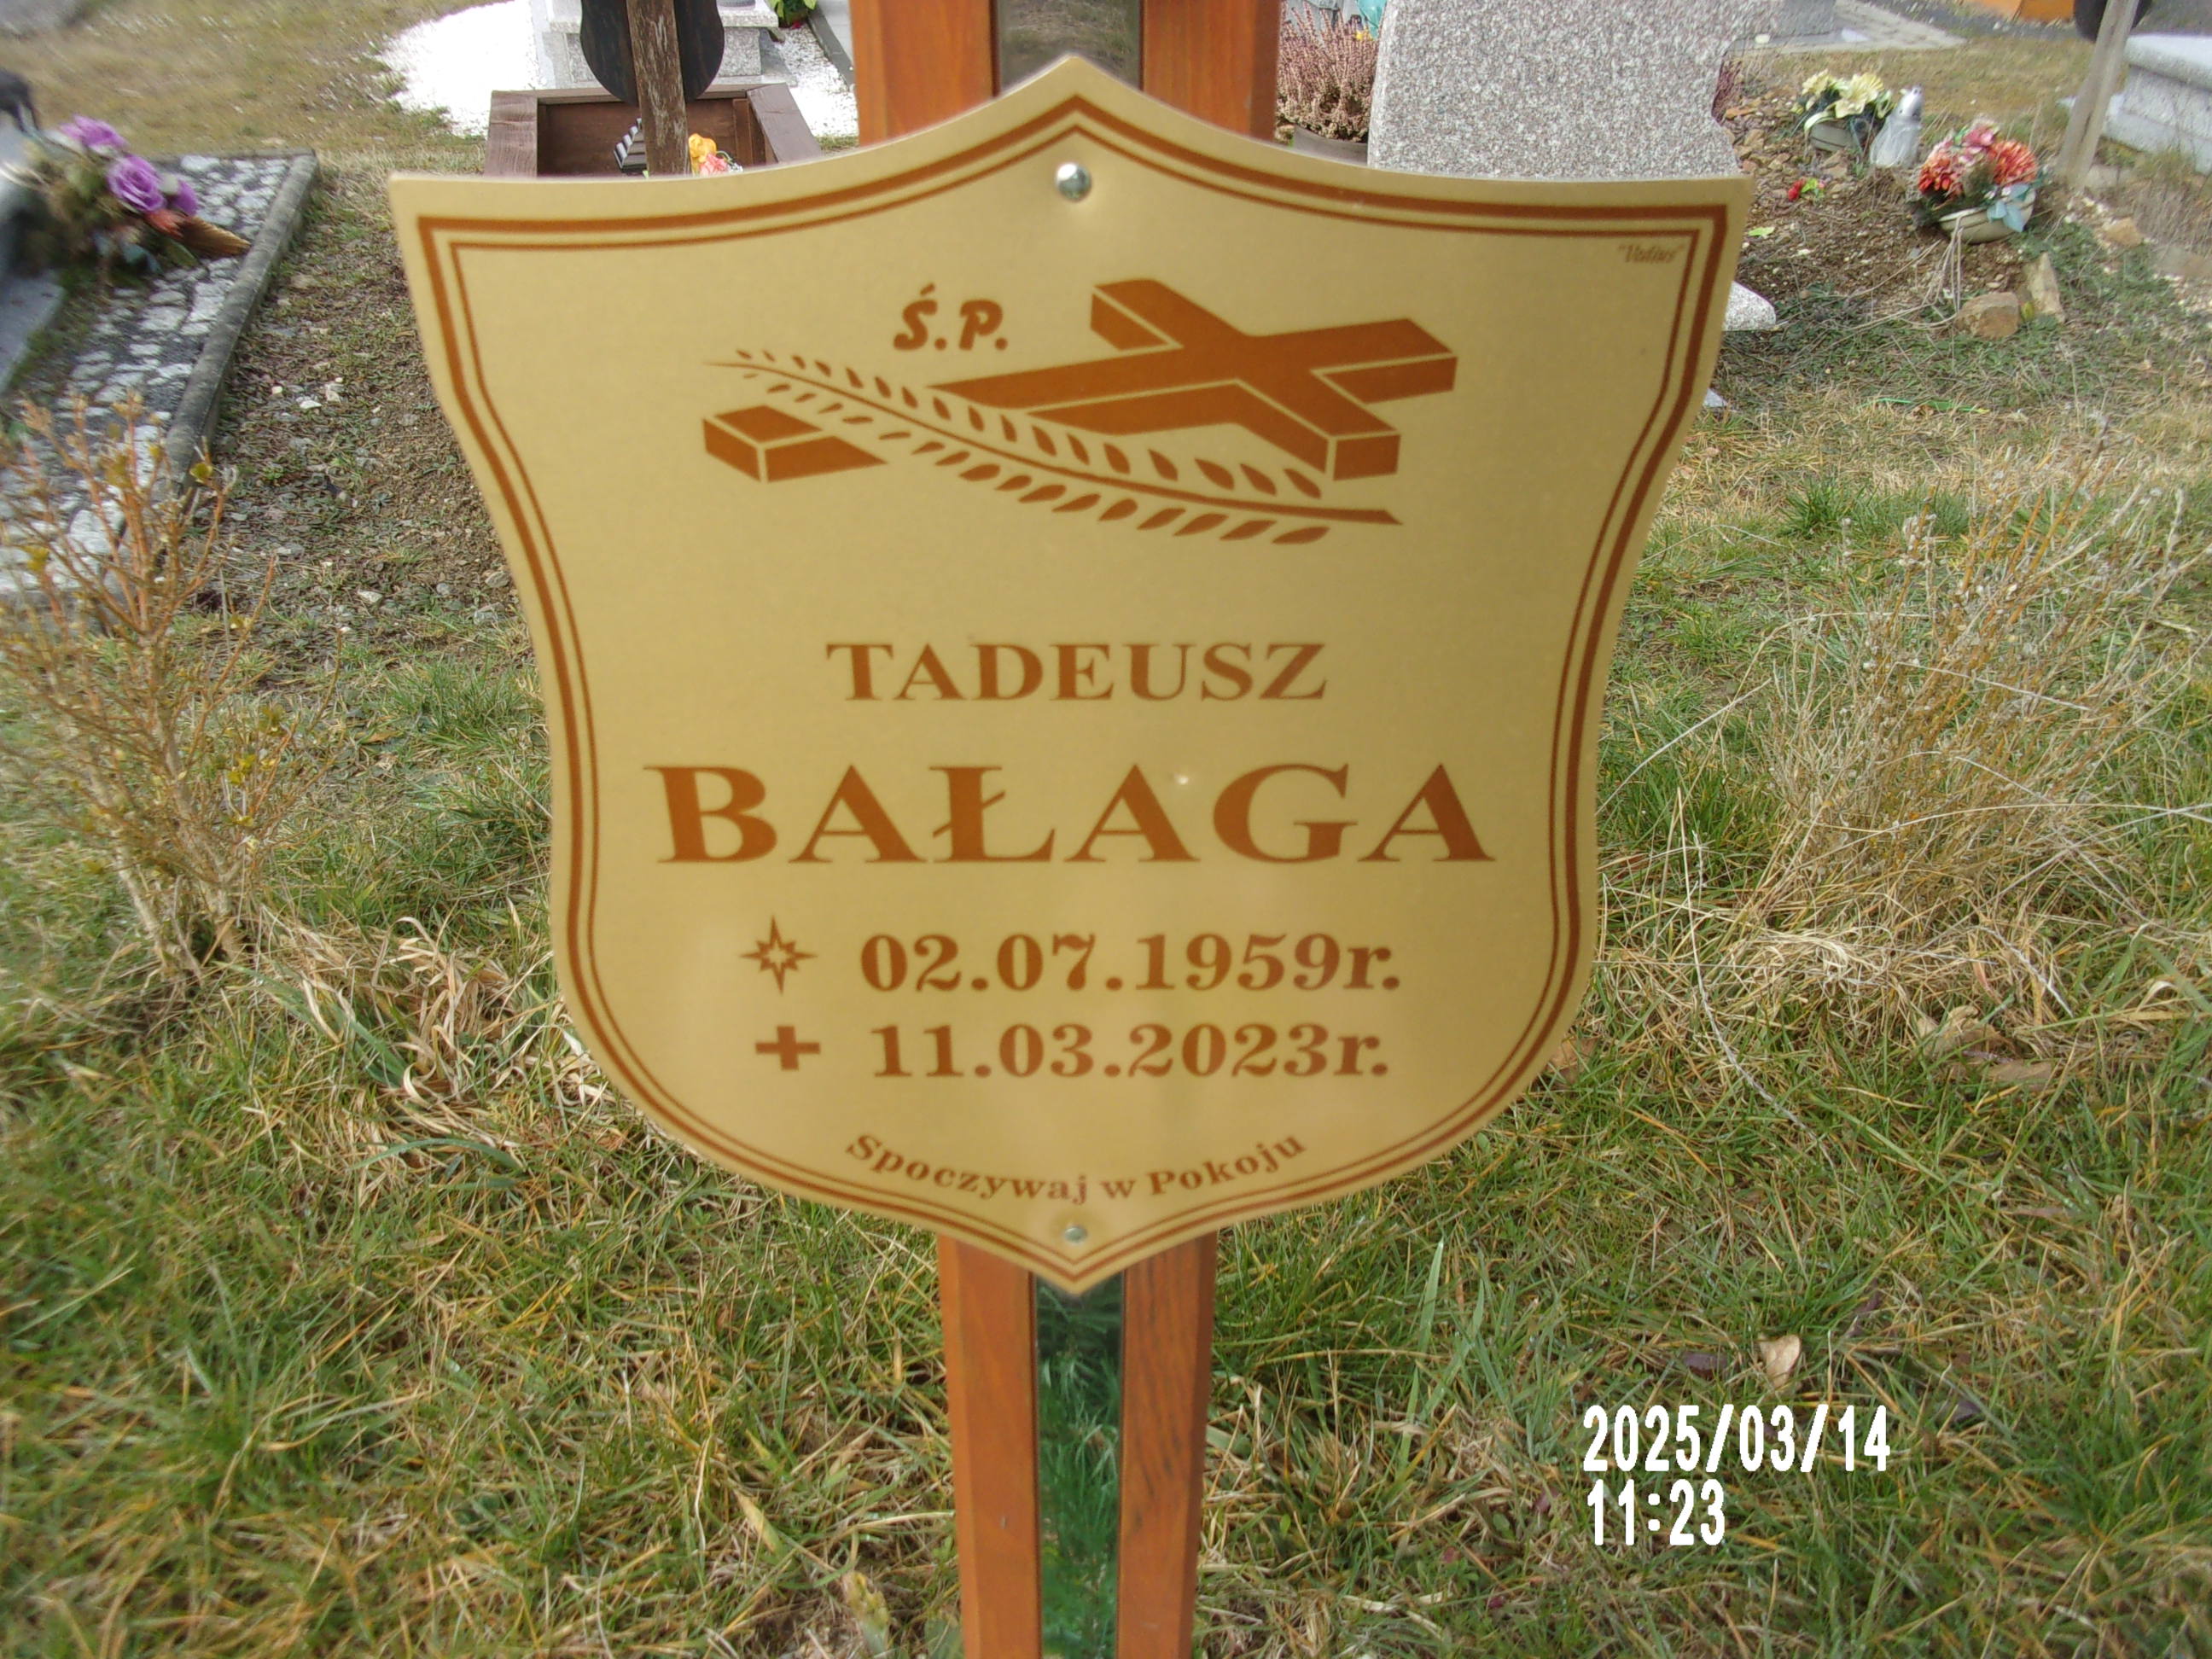 Ś.P.
TADEUSZ
BAŁAGA
02.07.1959r.
11.03.2023r.
Spoczywaj w Pokoju
2025/03/14
11:23